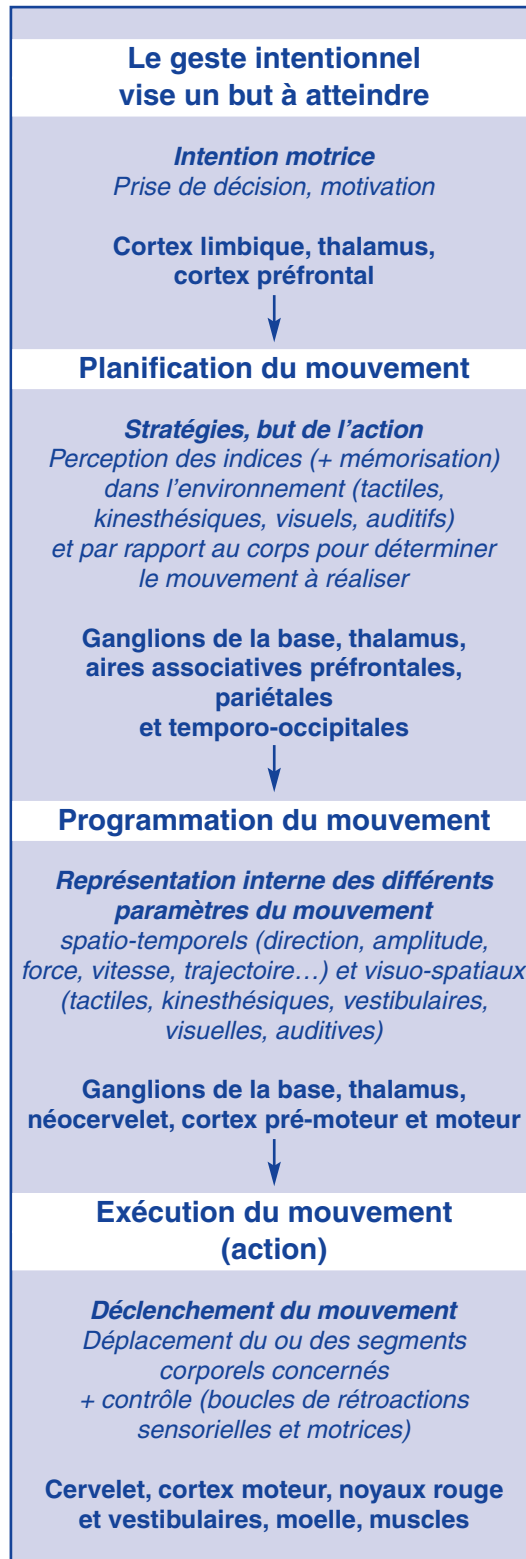 Le geste intentionnel
vise un but à atteindre
Intention motrice
Prise de décision, motivation
Cortex limbique, thalamus,
cortex préfrontal
Planification du mouvement
Stratégies, but de l’action
Perception des indices (+ mémorisation)
dans l’environnement (tactiles,
kinesthésiques, visuels, auditifs)
et par rapport au corps pour déterminer
le mouvement à réaliser
Ganglions de la base, thalamus,
aires associatives préfrontales,
pariétales
et temporo-occipitales
Programmation du mouvement
Représentation interne des différents
paramètres du mouvement
spatio-temporels (direction, amplitude,
force, vitesse, trajectoire…) et visuo-spatiaux
(tactiles, kinesthésiques, vestibulaires,
visuelles, auditives)
Ganglions de la base, thalamus,
néocervelet, cortex pré-moteur et moteur
Exécution du mouvement
(action)
Déclenchement du mouvement
Déplacement du ou des segments
corporels concernés
+ contrôle (boucles de rétroactions
sensorielles et motrices)
Cervelet, cortex moteur, noyaux rouge
et vestibulaires, moelle, muscles